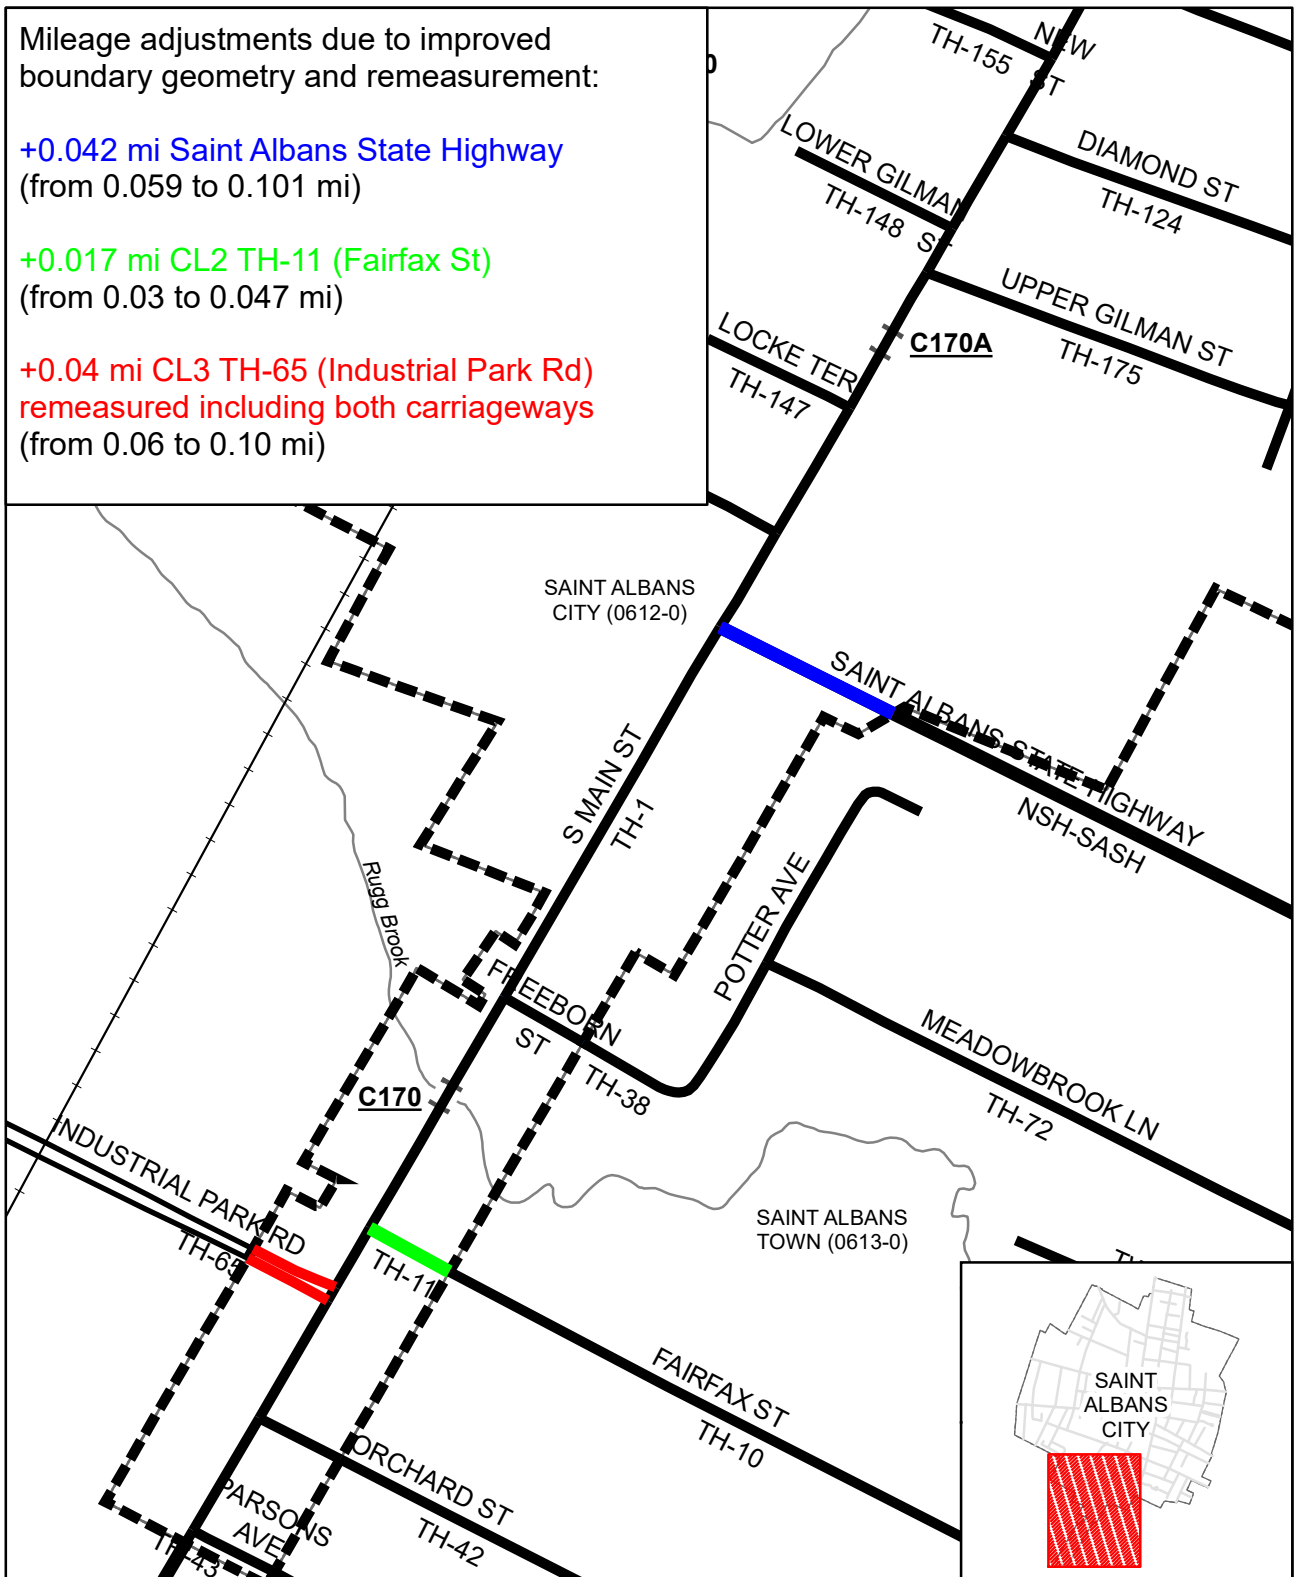 Mileage adjustments due to improved
boundary geometry and remeasurement:
+0.042 mi Saint Albans State Highway
(from 0.059 to 0.101 mi)
+0.017 mi CL2 TH-11 (Fairfax St)
(from 0.03 to 0.047 mi)
+0.04 mi CL3 TH-65 (Industrial Park Rd)
remeasured including both carriageways
(from 0.06 to 0.10 mi)
NEW
ST
TH-155
LOWER GILMAN
ST
TH-148
DIAMOND ST
TH-124
UPPER GILMAN ST
TH-175
C170A
LOCKE TER
TH-147
SAINT ALBANS
CITY (0612-0)
SAINT ALBANS STATE HIGHWAY
NSH-SASH
S MAIN ST
TH-1
Rugg Brook
POTTER AVE
FREEBORN
ST
TH-38
MEADOWBROOK LN
TH-72
C170
INDUSTRIAL PARK RD
TH-65
SAINT ALBANS
TOWN (0613-0)
TH-11
FAIRFAX ST
TH-10
ORCHARD ST
TH-42
PARSONS
AVE
TH-43
SAINT
ALBANS
CITY